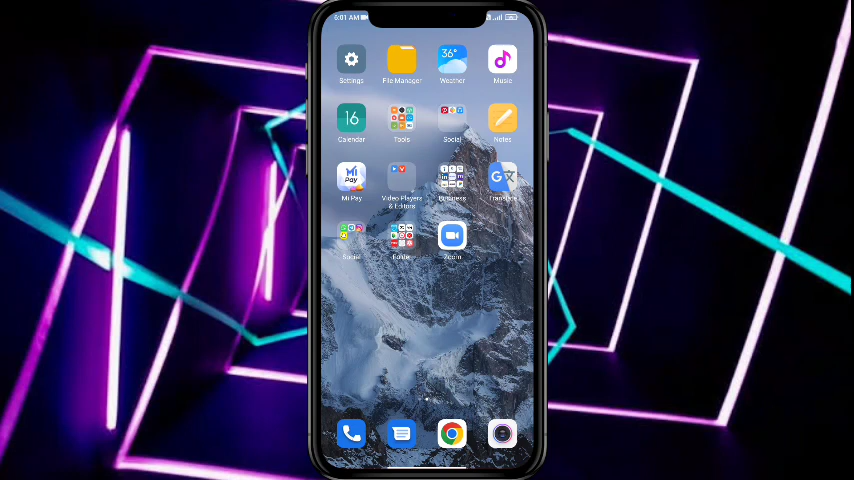 6:01 AM
36°
Settings
File Manager
Weather
Music
16
Calendar
Tools
Social
Notes
Mi
Pay
G
Mi Pay
Video Players
& Editors
Business
Translate
Social
Folder
Zoom